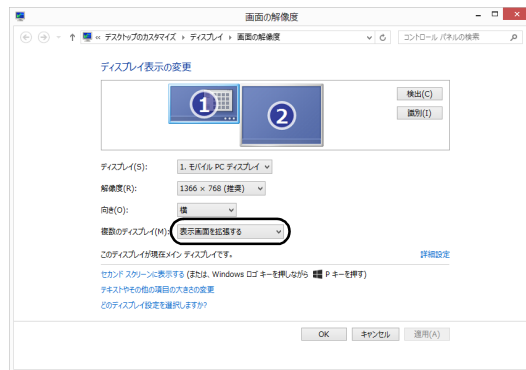 画面の解像度
« デスクトップのカスタマイズ ▸ ディスプレイ ▸ 画面の解像度
コントロール パネルの検索
ディスプレイ表示の変更
1
2
検出(C)
識別(I)
ディスプレイ(S): 1. モバイル PC ディスプレイ
解像度(R): 1366 × 768 (推奨)
向き(O): 横
複数のディスプレイ(M): 表示画面を拡張する
このディスプレイが現在メイン ディスプレイです。 詳細設定
セカンド スクリーンに表示する (または、Windows ロゴ キーを押しながら P キーを押す)
テキストやその他の項目の大きさの変更
どのディスプレイ設定を選択しますか?
OK キャンセル 適用(A)